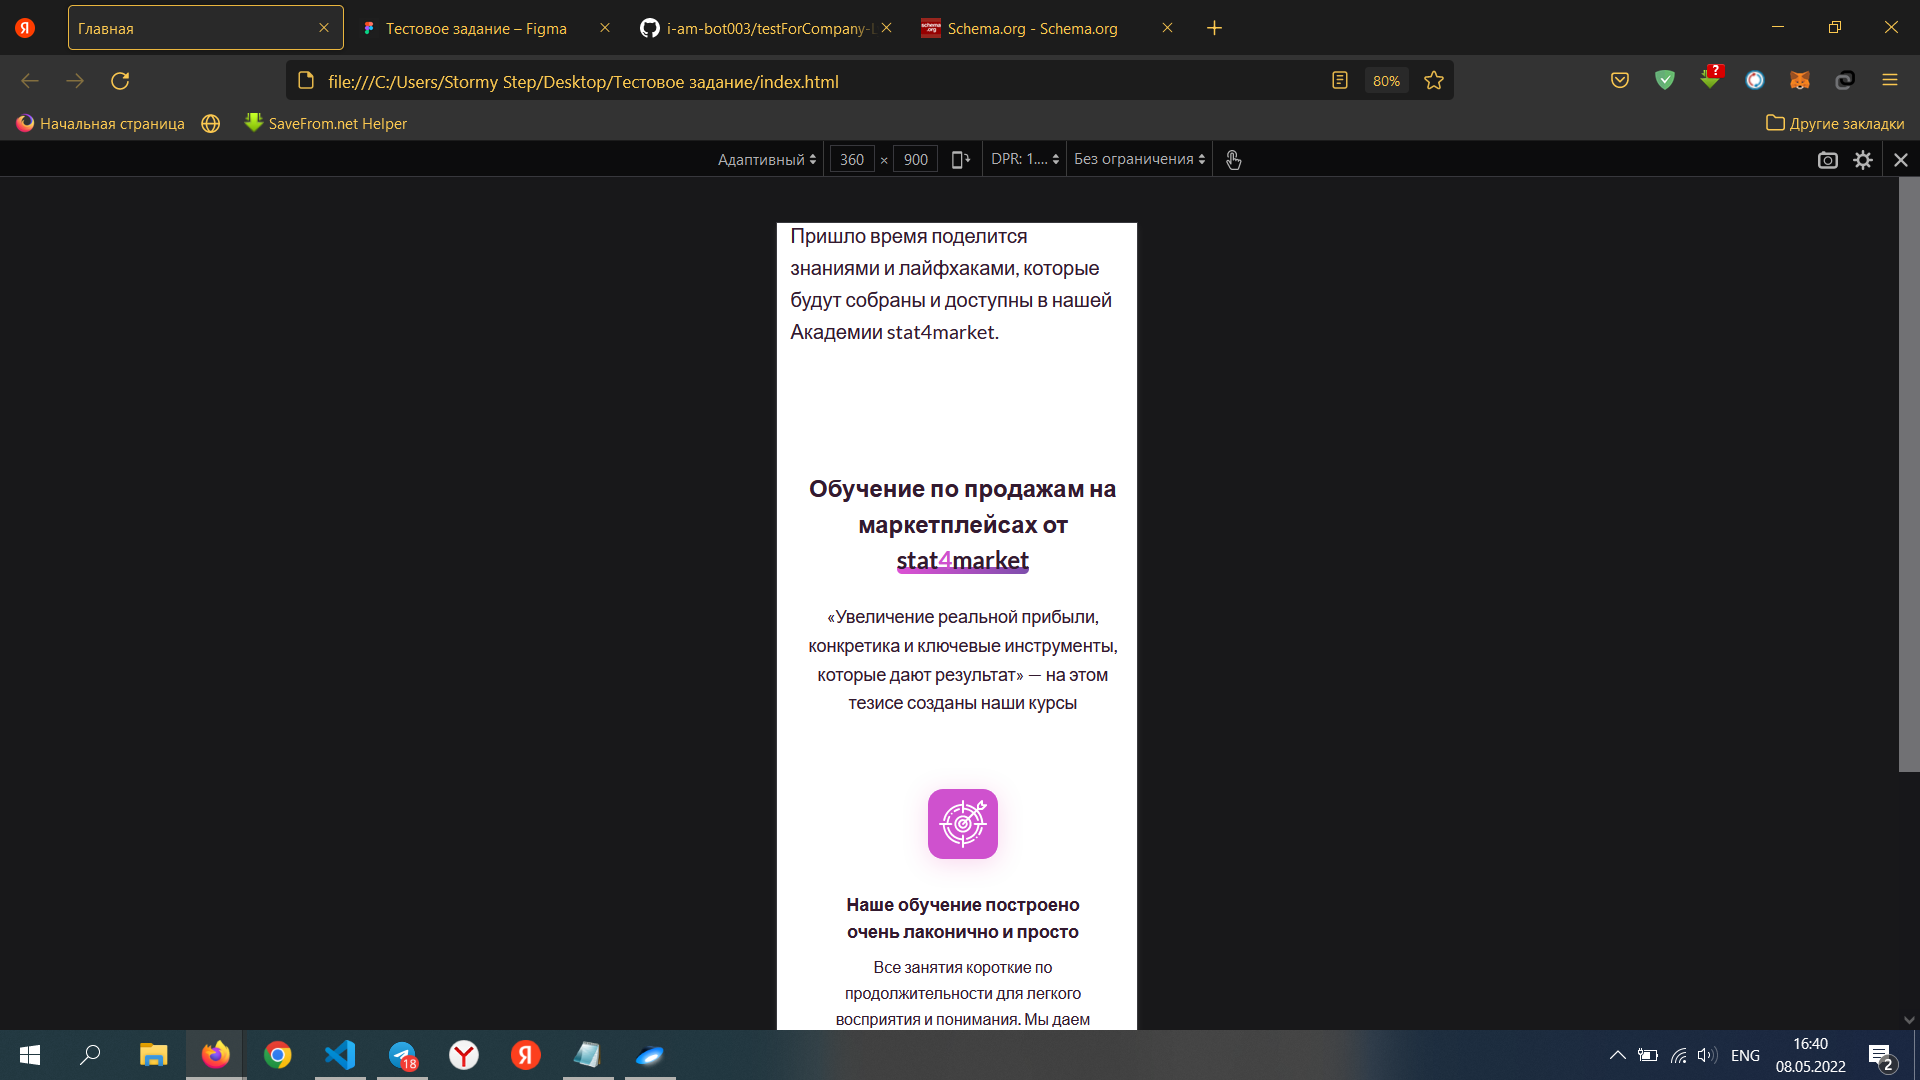 Главная
Тестовое задание – Figma
i-am-bot003/testForCompany-
Schema.org - Schema.org
file:///C:/Users/Stormy Step/Desktop/Тестовое задание/index.html
80%
?
Начальная страница
SaveFrom.net Helper
Другие закладки
Адаптивный
360
×
900
DPR: 1....
Без ограничения
Пришло время поделится
знаниями и лайфхаками, которые
будут собраны и доступны в нашей
Академии stat4market.
Обучение по продажам на
маркетплейсах от
stat4market
«Увеличение реальной прибыли,
конкретика и ключевые инструменты,
которые дают результат» — на этом
тезисе созданы наши курсы
Наше обучение построено
очень лаконично и просто
Все занятия короткие по
продолжительности для легкого
восприятия и понимания. Мы даем
18
ENG
16:40
08.05.2022
2